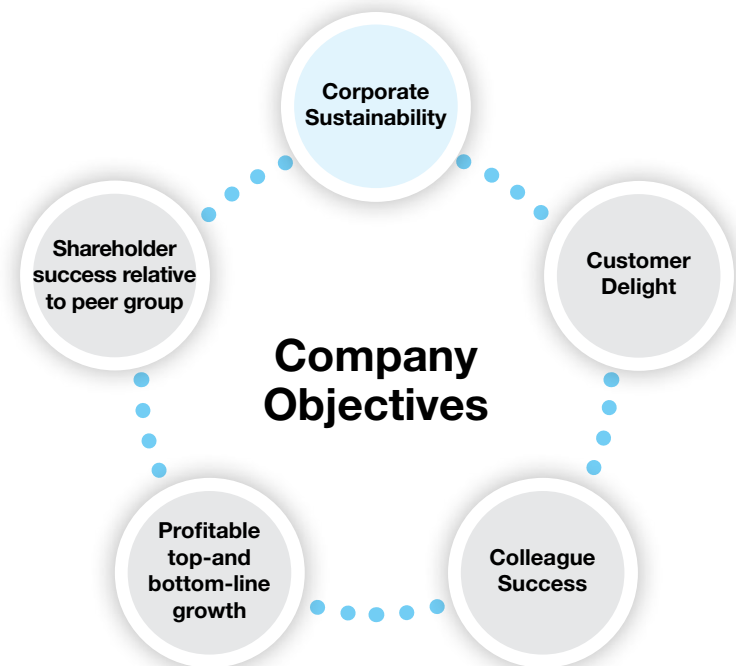 Corporate
Sustainability
Customer
Delight
Colleague
Success
Profitable
top-and
bottom-line
growth
Shareholder
success relative
to peer group
Company
Objectives